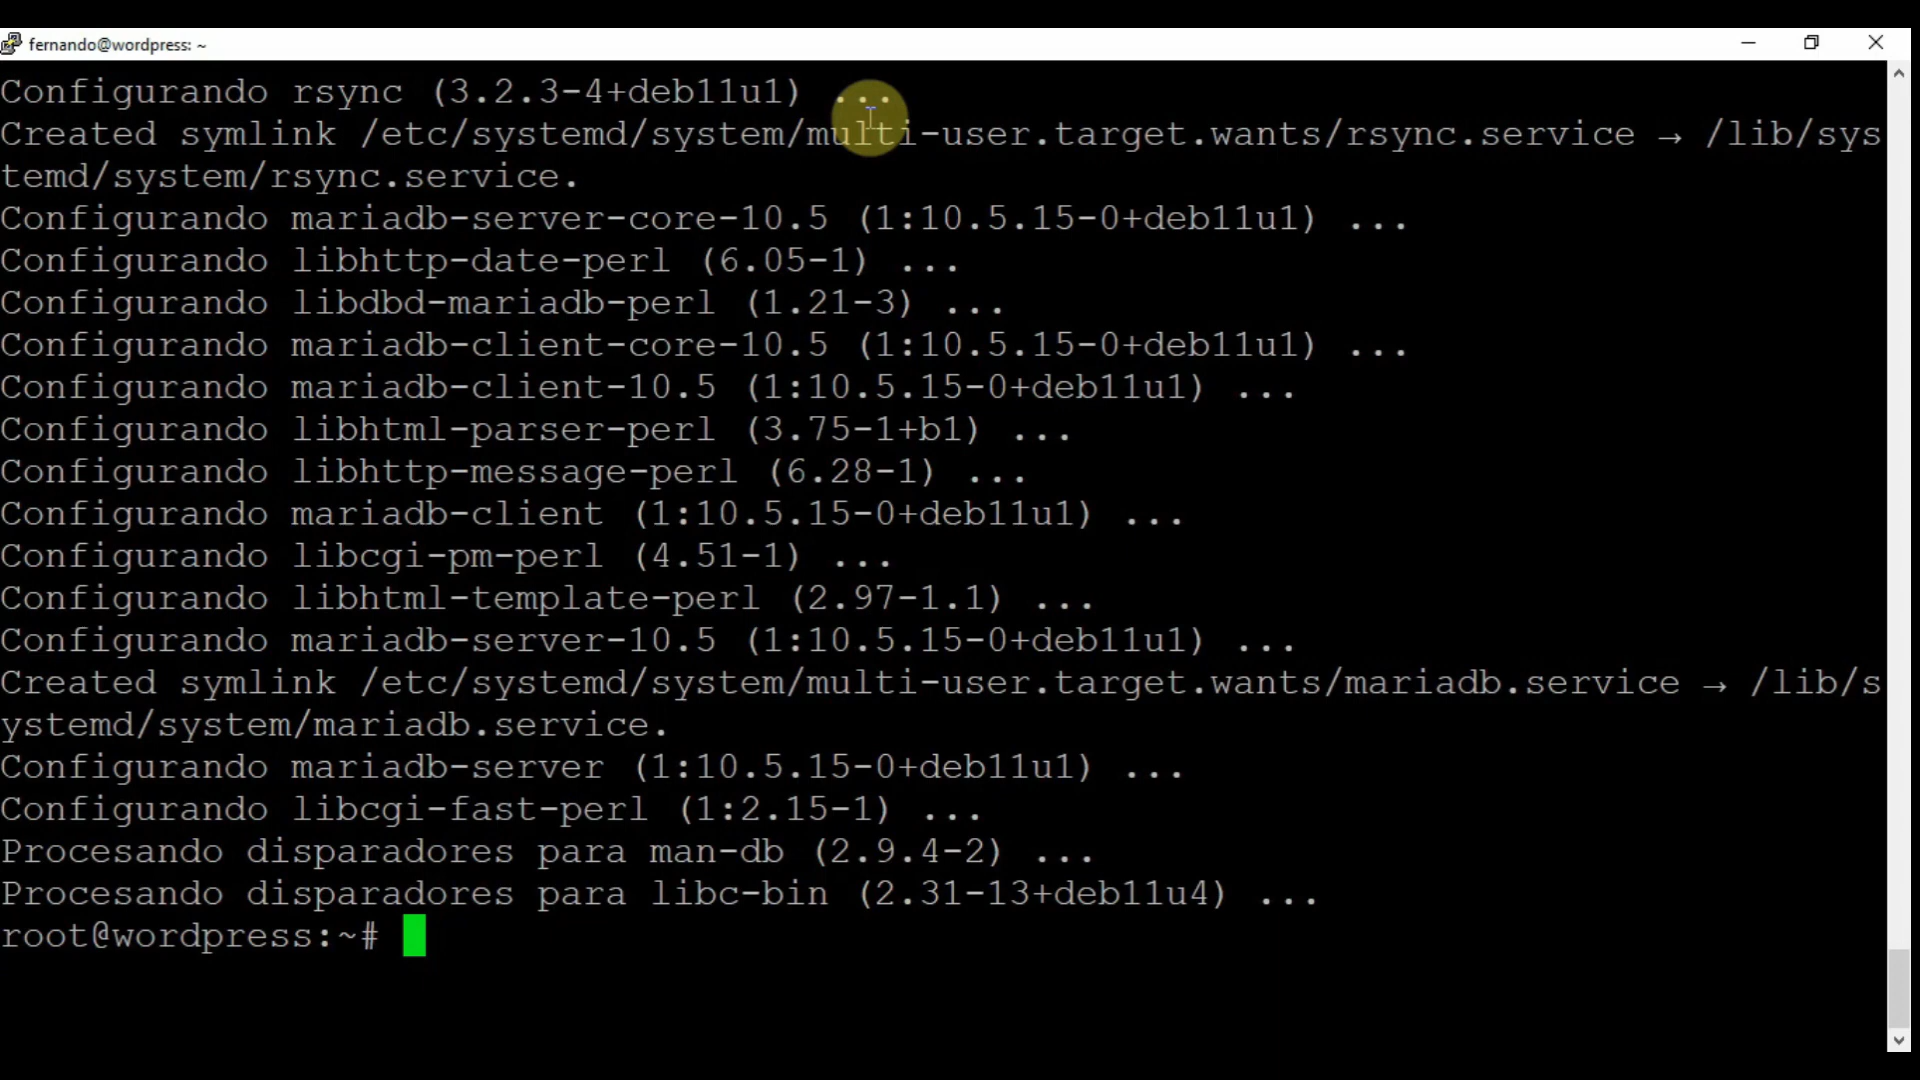 fernando@wordpress: ~
Configurando rsync (3.2.3-4+deb11u1) ...
Created symlink /etc/systemd/system/multi-user.target.wants/rsync.service → /lib/sys
temd/system/rsync.service.
Configurando mariadb-server-core-10.5 (1:10.5.15-0+deb11u1) ...
Configurando libhttp-date-perl (6.05-1) ...
Configurando libdbd-mariadb-perl (1.21-3) ...
Configurando mariadb-client-core-10.5 (1:10.5.15-0+deb11u1) ...
Configurando mariadb-client-10.5 (1:10.5.15-0+deb11u1) ...
Configurando libhtml-parser-perl (3.75-1+b1) ...
Configurando libhttp-message-perl (6.28-1) ...
Configurando mariadb-client (1:10.5.15-0+deb11u1) ...
Configurando libcgi-pm-perl (4.51-1) ...
Configurando libhtml-template-perl (2.97-1.1) ...
Configurando mariadb-server-10.5 (1:10.5.15-0+deb11u1) ...
Created symlink /etc/systemd/system/multi-user.target.wants/mariadb.service → /lib/s
ystemd/system/mariadb.service.
Configurando mariadb-server (1:10.5.15-0+deb11u1) ...
Configurando libcgi-fast-perl (1:2.15-1) ...
Procesando disparadores para man-db (2.9.4-2) ...
Procesando disparadores para libc-bin (2.31-13+deb11u4) ...
root@wordpress:~#